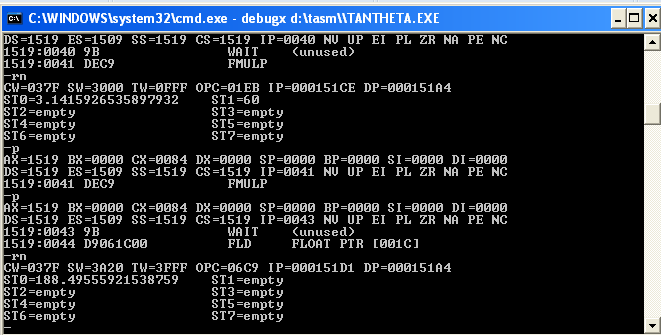 C:\WINDOWS\system32\cmd.exe - debugx d:\tasm\\TANTHETA.EXE
DS=1519 ES=1509 SS=1519 CS=1519 IP=0040 NV UP EI PL ZR NA PE NC
1519:0040 9B WAIT (unused)
1519:0041 DEC9 FMULP
-rn
CW=037F SW=3000 TW=0FFF OPC=01EB IP=000151CE DP=000151A4
ST0=3.1415926535897932 ST1=60
ST2=empty ST3=empty
ST4=empty ST5=empty
ST6=empty ST7=empty
-p
AX=1519 BX=0000 CX=0084 DX=0000 SP=0000 BP=0000 SI=0000 DI=0000
DS=1519 ES=1509 SS=1519 CS=1519 IP=0041 NV UP EI PL ZR NA PE NC
1519:0041 DEC9 FMULP
-p
AX=1519 BX=0000 CX=0084 DX=0000 SP=0000 BP=0000 SI=0000 DI=0000
DS=1519 ES=1509 SS=1519 CS=1519 IP=0043 NV UP EI PL ZR NA PE NC
1519:0043 9B WAIT (unused)
1519:0044 D9061C00 FLD FLOAT PTR [001C]
-rn
CW=037F SW=3A20 TW=3FFF OPC=06C9 IP=000151D1 DP=000151A4
ST0=188.49555921538759 ST1=empty
ST2=empty ST3=empty
ST4=empty ST5=empty
ST6=empty ST7=empty
-